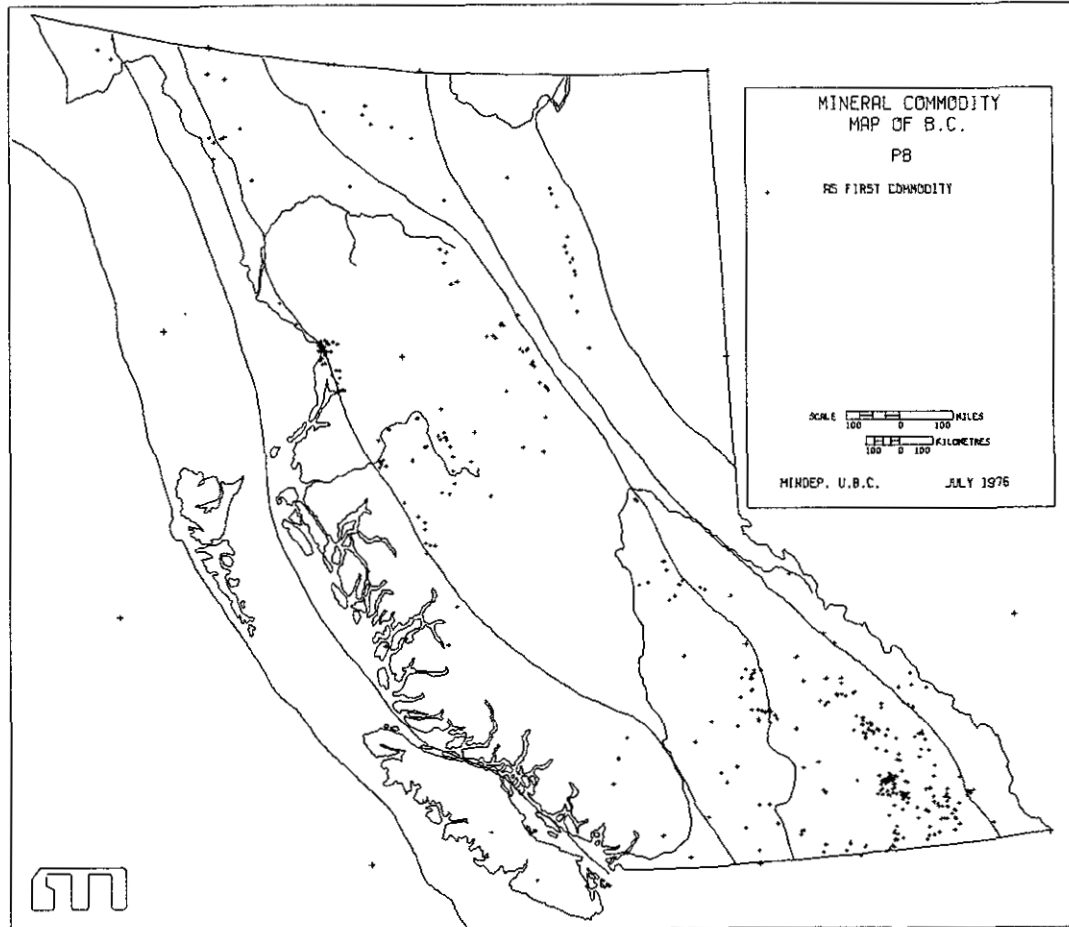 MINERAL COMMODITY
MAP OF B.C.
PB
+ AS FIRST COMMODITY
SCALE 100 0 100 MILES
100 0 100 KILOMETRES
MINDEP, U.B.C. JULY 1976